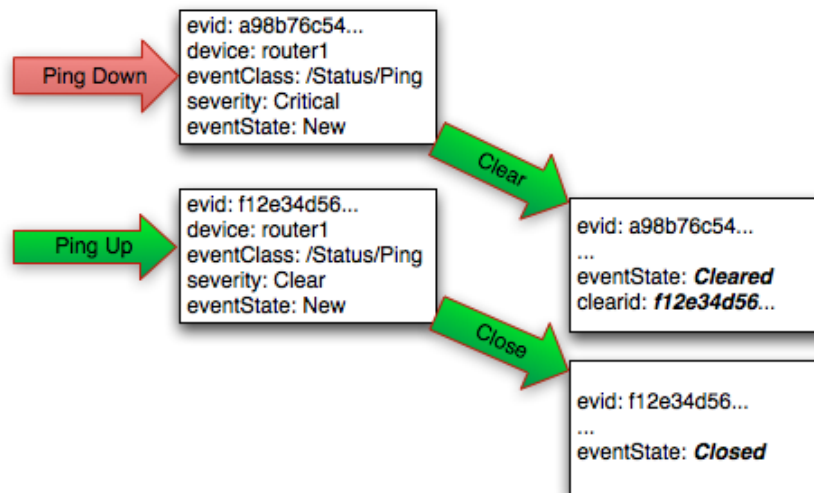 Ping Down
evid: a98b76c54...
device: router1
eventClass: /Status/Ping
severity: Critical
eventState: New
Clear
Ping Up
evid: f12e34d56...
device: router1
eventClass: /Status/Ping
severity: Clear
eventState: New
Close
evid: a98b76c54...
...
eventState: Cleared
clearid: f12e34d56...
evid: f12e34d56...
...
eventState: Closed